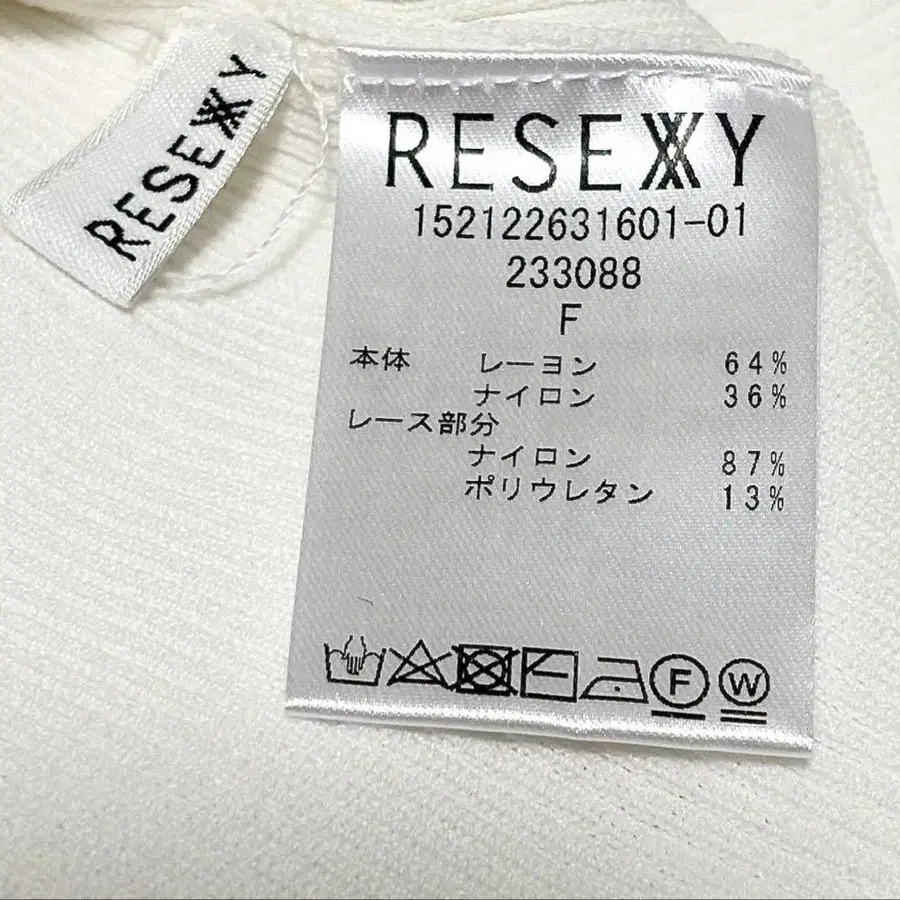 RESEXXY
RESEXXY
152122631601-01
233088
F
本体 レーヨン 64%
ナイロン 36%
レース部分
ナイロン 87%
ポリウレタン 13%
F
W